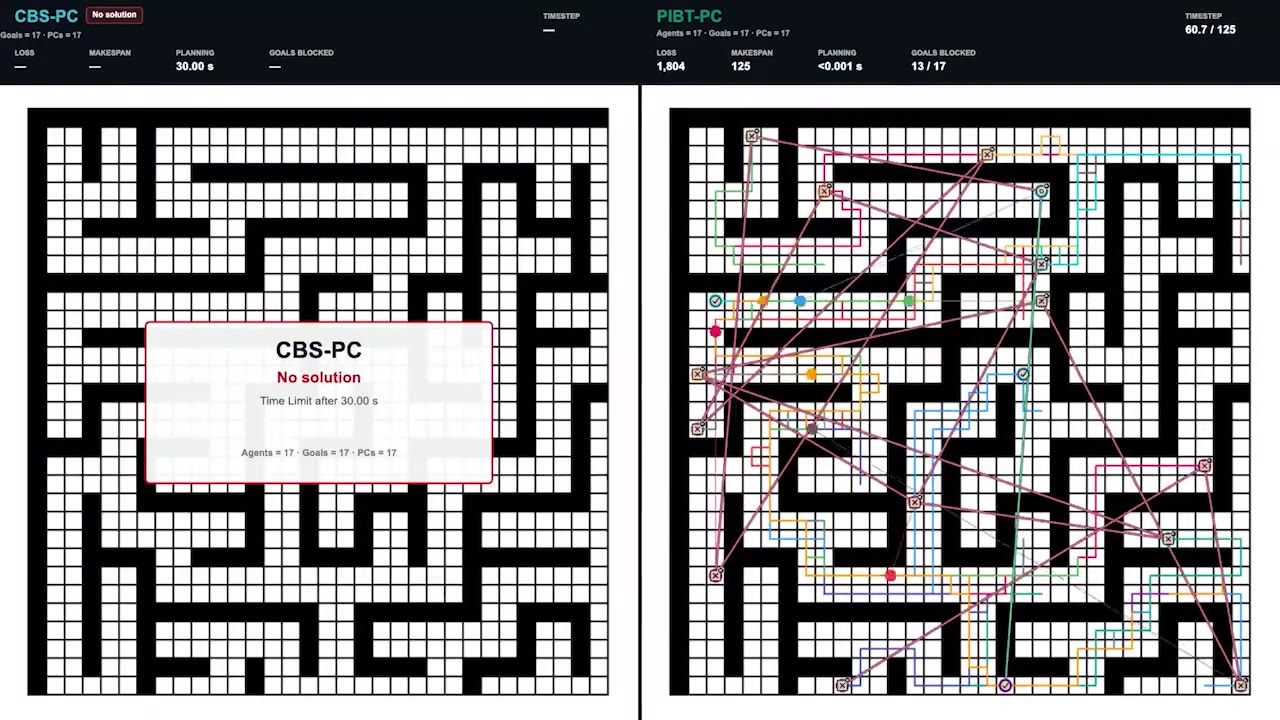 CBS-PC No solution
Goals = 17 · PCs = 17
TIMESTEP
—
LOSS MAKESPAN PLANNING GOALS BLOCKED
— — 30.00 s —
PIBT-PC
Agents = 17 · Goals = 17 · PCs = 17
TIMESTEP
60.7 / 125
LOSS MAKESPAN PLANNING GOALS BLOCKED
1,804 125 <0.001 s 13 / 17
CBS-PC
No solution
Time Limit after 30.00 s
Agents = 17 · Goals = 17 · PCs = 17